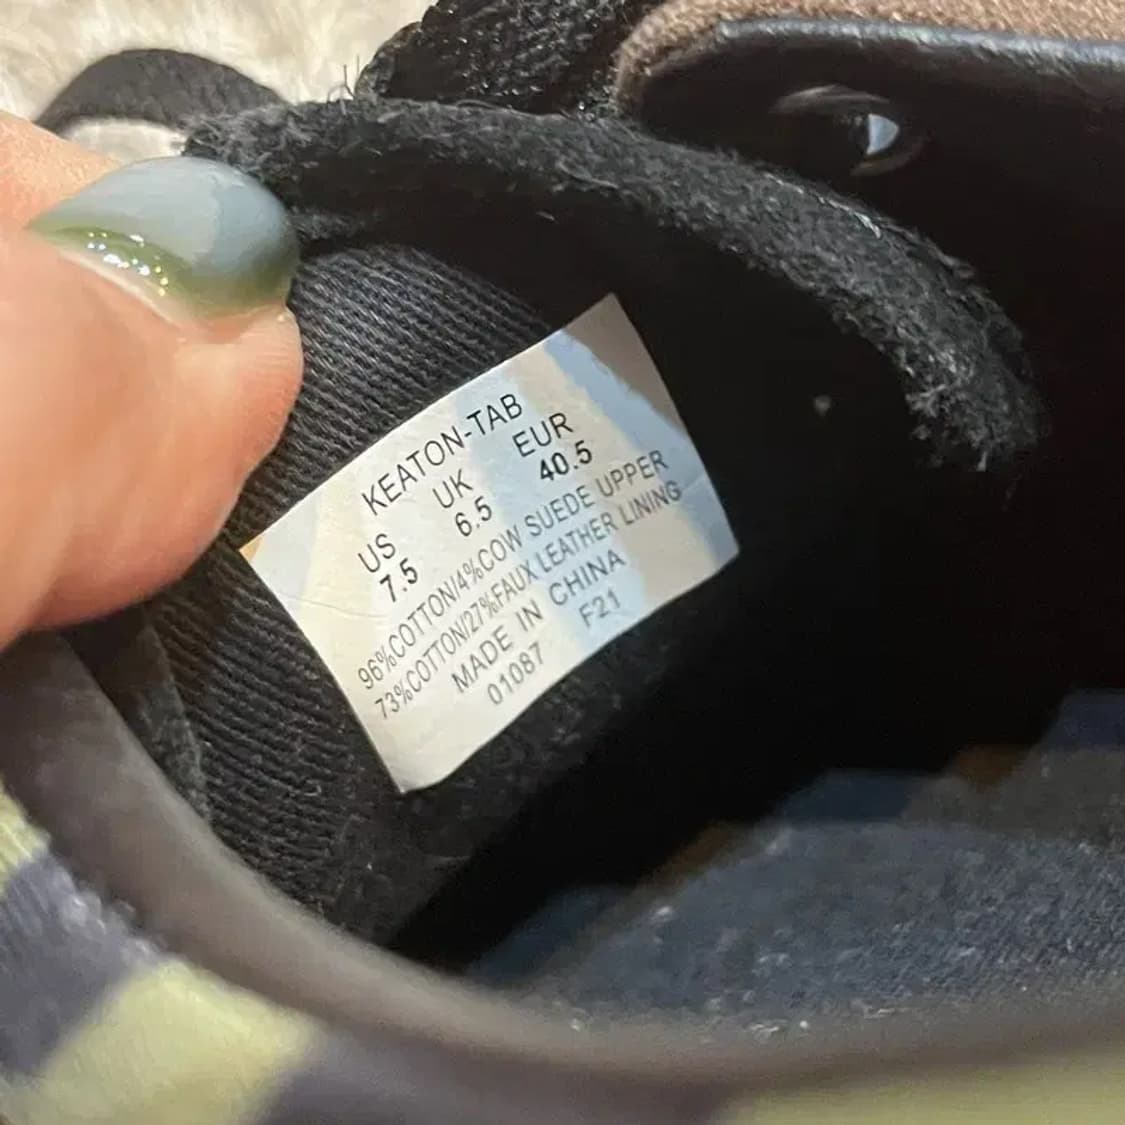 KEATON-TAB
US UK EUR
7.5 6.5 40.5
96%COTTON/4%COW SUEDE UPPER
73%COTTON/27%FAUX LEATHER LINING
MADE IN CHINA
01087 F21